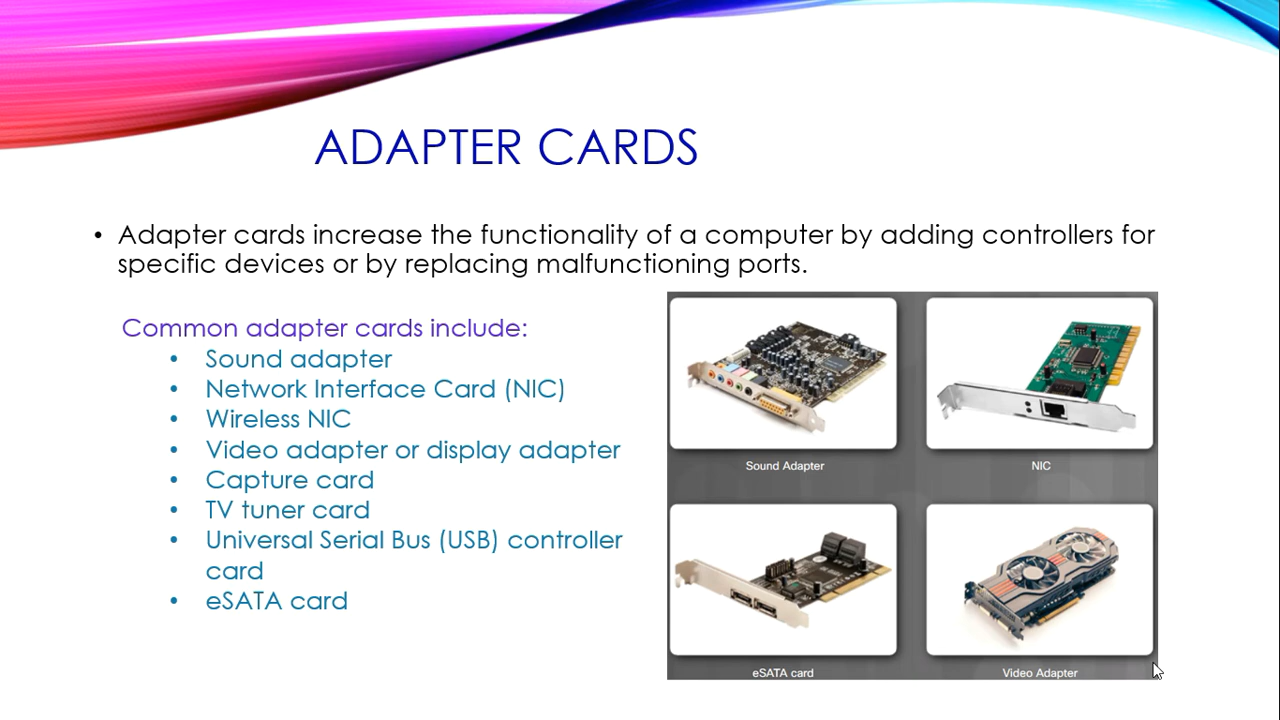 ADAPTER CARDS
• Adapter cards increase the functionality of a computer by adding controllers for
specific devices or by replacing malfunctioning ports.
Common adapter cards include:
• Sound adapter
• Network Interface Card (NIC)
• Wireless NIC
• Video adapter or display adapter
• Capture card
• TV tuner card
• Universal Serial Bus (USB) controller
card
• eSATA card
Sound Adapter
NIC
eSATA card
Video Adapter